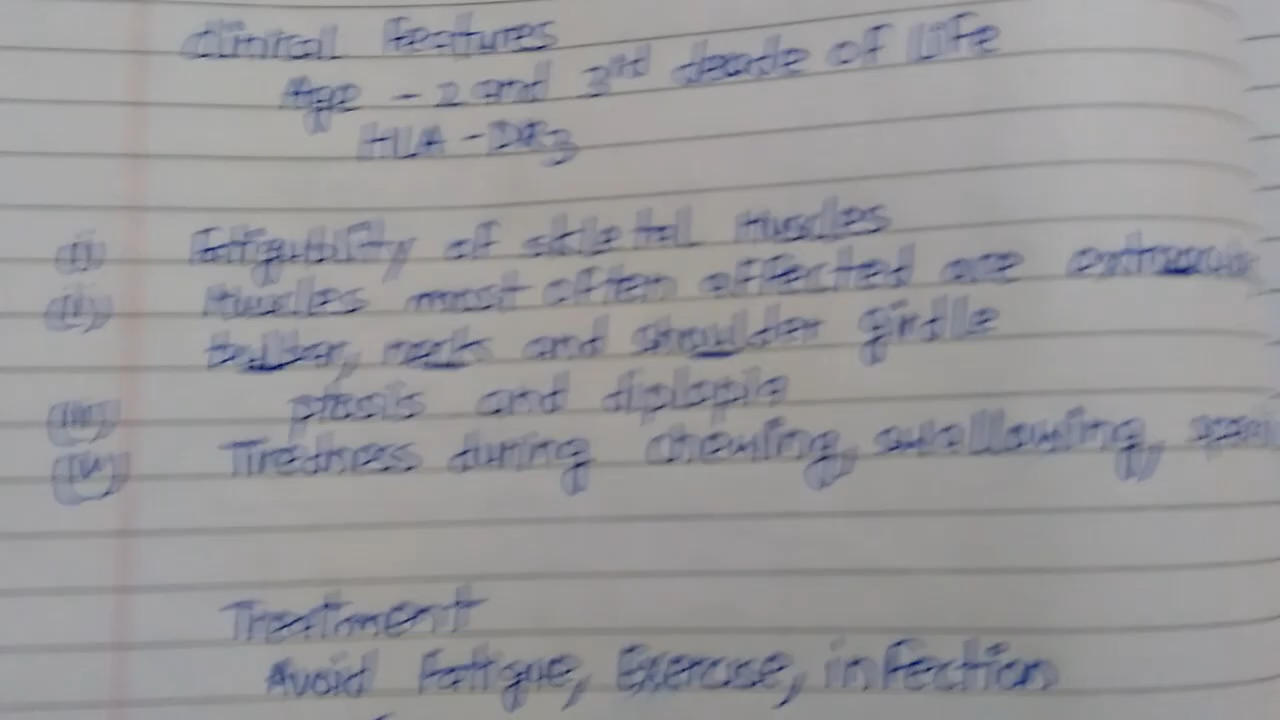 Clinical Features
Age - 2 and 3rd decade of Life
HLA - DR3
(i) Fatigubility of skletal Muscles
(ii) Muscles most often affected are
bulbar, neck and shoulder girdle
(iii) ptosis and diplopia
(iv) Tiredness during chewing, swallowing,
Treatment
Avoid Fatigue, Exercise, infection